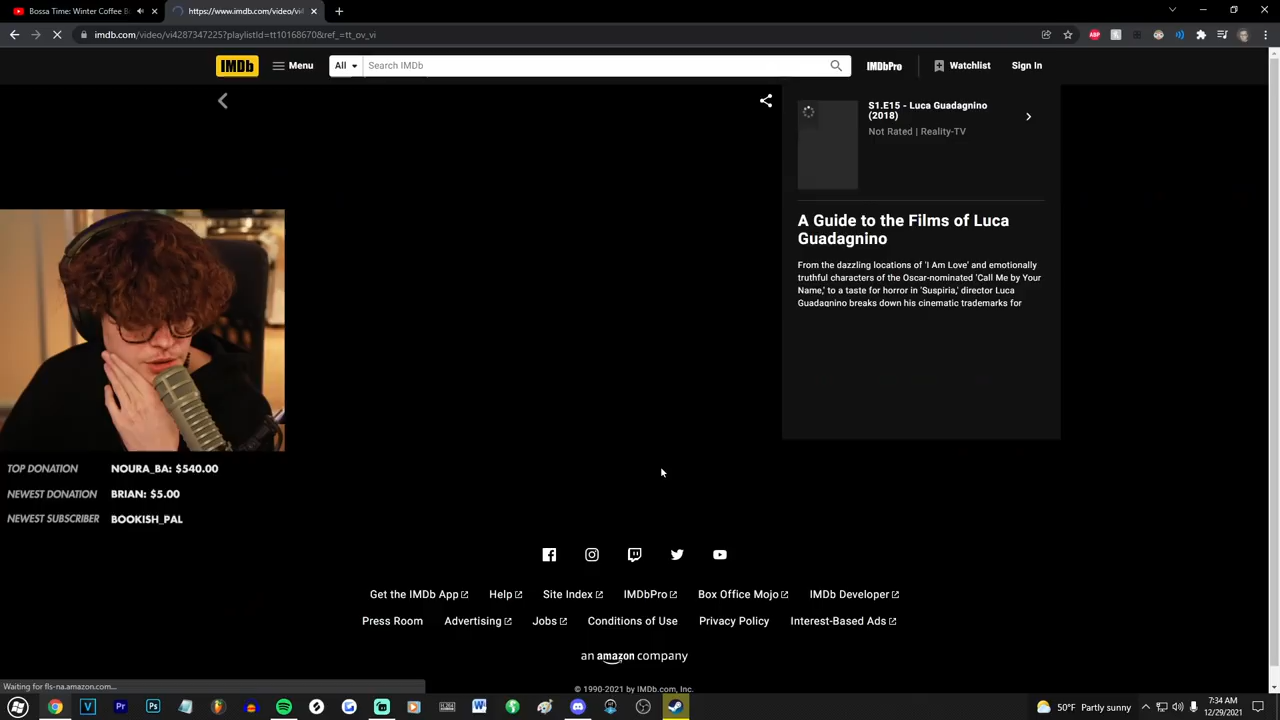 Bossa Time: Winter Coffee B
https://www.imdb.com/video/vi4
imdb.com/video/vi4287347225?playlistId=tt10168670&ref_=tt_ov_vi
IMDb
Menu
All
Search IMDb
IMDbPro
Watchlist
Sign In
S1.E15 - Luca Guadagnino
(2018)
Not Rated | Reality-TV
A Guide to the Films of Luca
Guadagnino
From the dazzling locations of 'I Am Love' and emotionally
truthful characters of the Oscar-nominated 'Call Me by Your
Name,' to a taste for horror in 'Suspiria,' director Luca
Guadagnino breaks down his cinematic trademarks for
TOP DONATION NOURA_BA: $540.00
NEWEST DONATION BRIAN: $5.00
NEWEST SUBSCRIBER BOOKISH_PAL
Get the IMDb App Help Site Index IMDbPro Box Office Mojo IMDb Developer
Press Room Advertising Jobs Conditions of Use Privacy Policy Interest-Based Ads
an amazon company
© 1990-2021 by IMDb.com, Inc.
Waiting for fls-na.amazon.com...
50°F Partly sunny
7:34 AM
12/29/2021